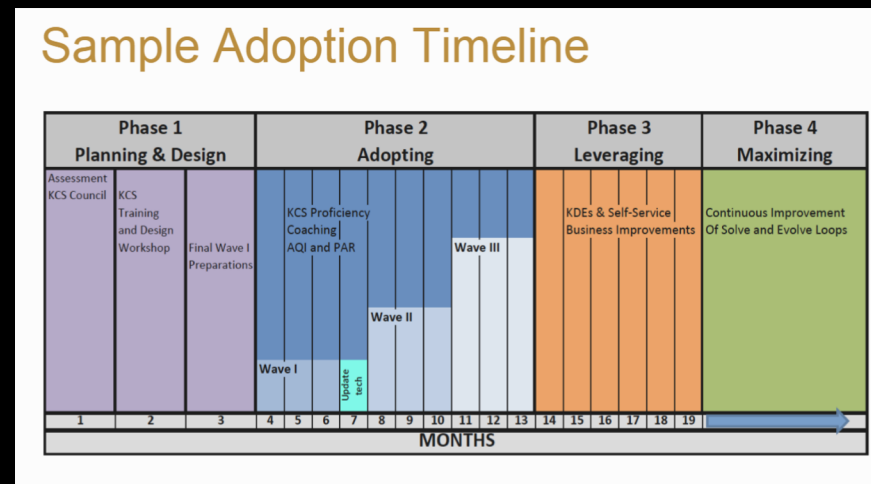 Sample Adoption Timeline
Phase 1
Planning & Design
Phase 2
Adopting
Phase 3
Leveraging
Phase 4
Maximizing
Assessment
KCS Council
KCS
Training
and Design
Workshop
Final Wave I
Preparations
KCS Proficiency
Coaching
AQI and PAR
Wave I
Update
tech
Wave II
Wave III
KDEs & Self-Service
Business Improvements
Continuous Improvement
Of Solve and Evolve Loops
1 2 3 4 5 6 7 8 9 10 11 12 13 14 15 16 17 18 19
MONTHS